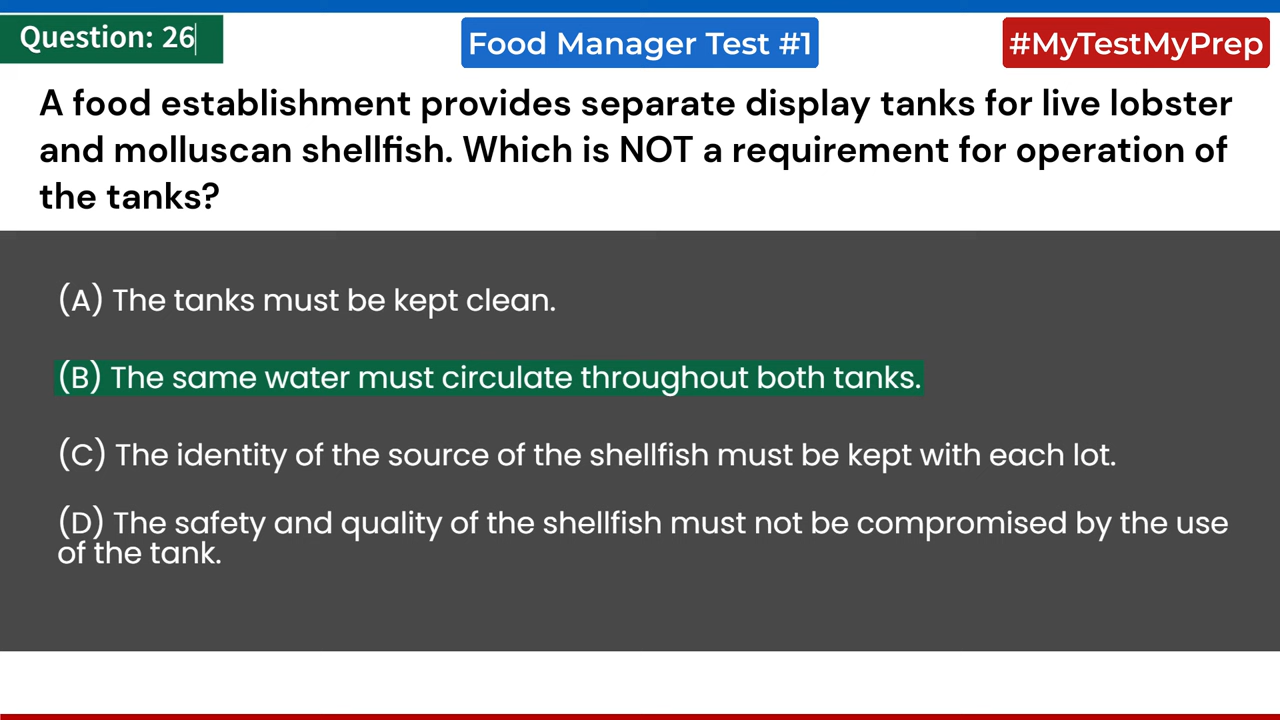 Question: 26
Food Manager Test #1
#MyTestMyPrep
A food establishment provides separate display tanks for live lobster
and molluscan shellfish. Which is NOT a requirement for operation of
the tanks?
(A) The tanks must be kept clean.
(B) The same water must circulate throughout both tanks.
(C) The identity of the source of the shellfish must be kept with each lot.
(D) The safety and quality of the shellfish must not be compromised by the use
of the tank.